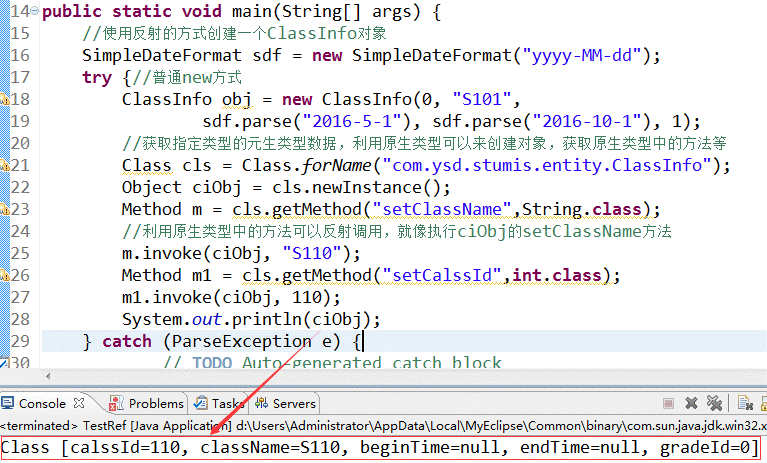 14 public static void main(String[] args) {
15 //使用反射的方式创建一个ClassInfo对象
16 SimpleDateFormat sdf = new SimpleDateFormat("yyyy-MM-dd");
17 try {//普通new方式
18 ClassInfo obj = new ClassInfo(0, "S101",
19 sdf.parse("2016-5-1"), sdf.parse("2016-10-1"), 1);
20 //获取指定类型的元生类型数据，利用原生类型可以来创建对象，获取原生类型中的方法等
21 Class cls = Class.forName("com.ysd.stumis.entity.ClassInfo");
22 Object ciObj = cls.newInstance();
23 Method m = cls.getMethod("setClassName",String.class);
24 //利用原生类型中的方法可以反射调用，就像执行ciObj的setClassName方法
25 m.invoke(ciObj, "S110");
26 Method m1 = cls.getMethod("setCalssId",int.class);
27 m1.invoke(ciObj, 110);
28 System.out.println(ciObj);
29 } catch (ParseException e) {
30 // TODO Auto-generated catch block
Console Problems Tasks Servers
<terminated> TestRef [Java Application] d:\Users\Administrator\AppData\Local\MyEclipse\Common\binary\com.sun.java.jdk.win32.x
Class [calssId=110, className=S110, beginTime=null, endTime=null, gradeId=0]